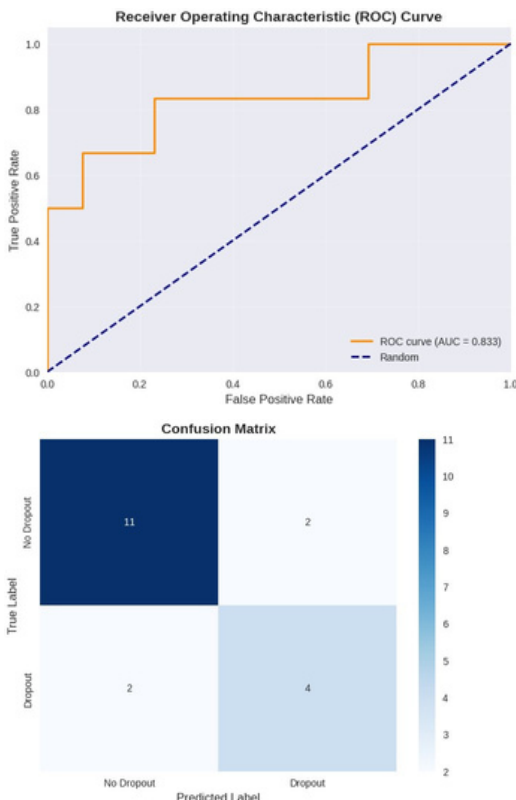 Receiver Operating Characteristic (ROC) Curve
1.0
0.8
0.6
0.4
0.2
0.0
True Positive Rate
ROC curve (AUC = 0.833)
Random
0.0 0.2 0.4 0.6 0.8 1.0
False Positive Rate
Confusion Matrix
No Dropout
Dropout
True Label
11 2
2 4
11
10
9
8
7
6
5
4
3
2
No Dropout Dropout
Predicted Label